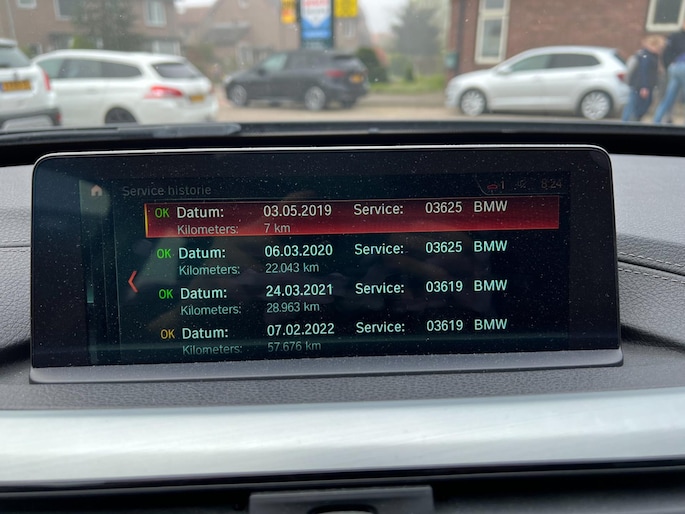 Service historie
8:24
OK Datum: 03.05.2019 Service: 03625 BMW
Kilometers: 7 km
OK Datum: 06.03.2020 Service: 03625 BMW
Kilometers: 22.043 km
OK Datum: 24.03.2021 Service: 03619 BMW
Kilometers: 28.963 km
OK Datum: 07.02.2022 Service: 03619 BMW
Kilometers: 57.676 km